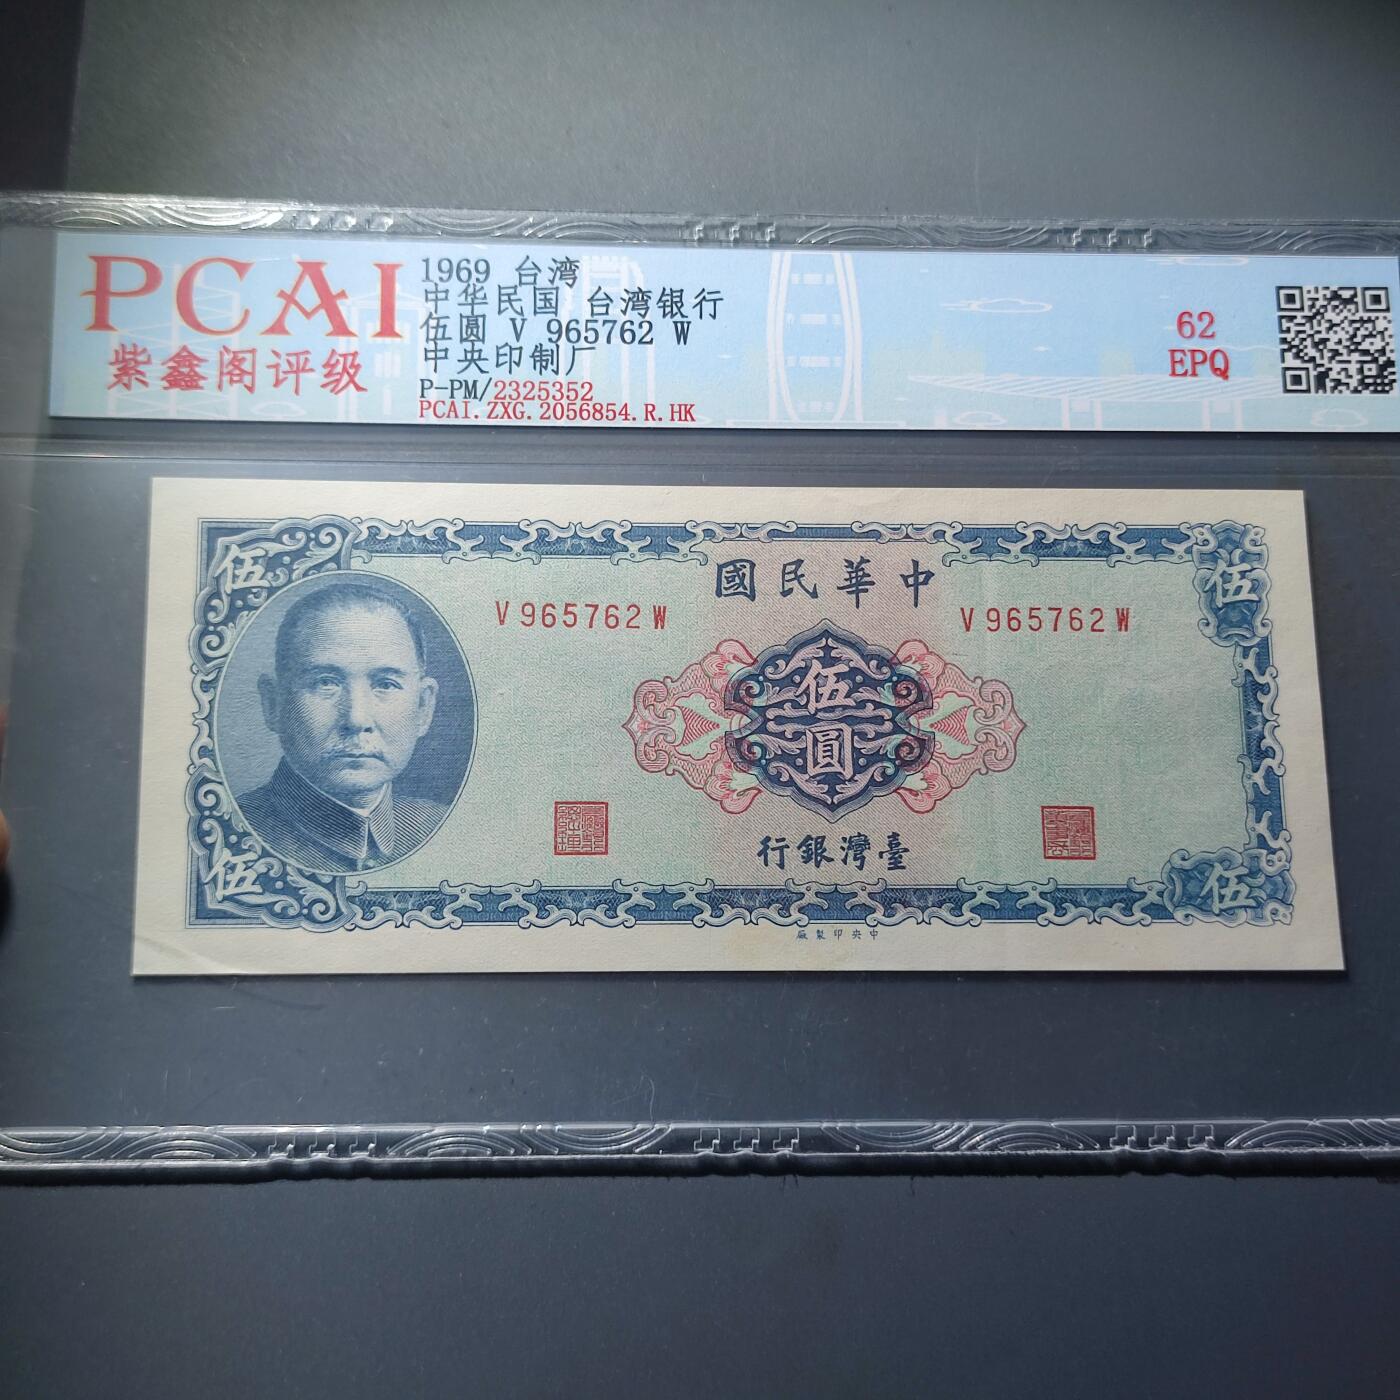 PCAI
紫鑫阁评级
1969 台湾
中华民国 台湾银行
伍圆 V 965762 W
中央印制厂
P-PM/2325352
PCAI.ZXG.2056854.R.HK
62
EPQ
伍
伍
國民華中
V965762W
V965762W
伍
圓
行銀灣臺
伍
伍
廠製印央中